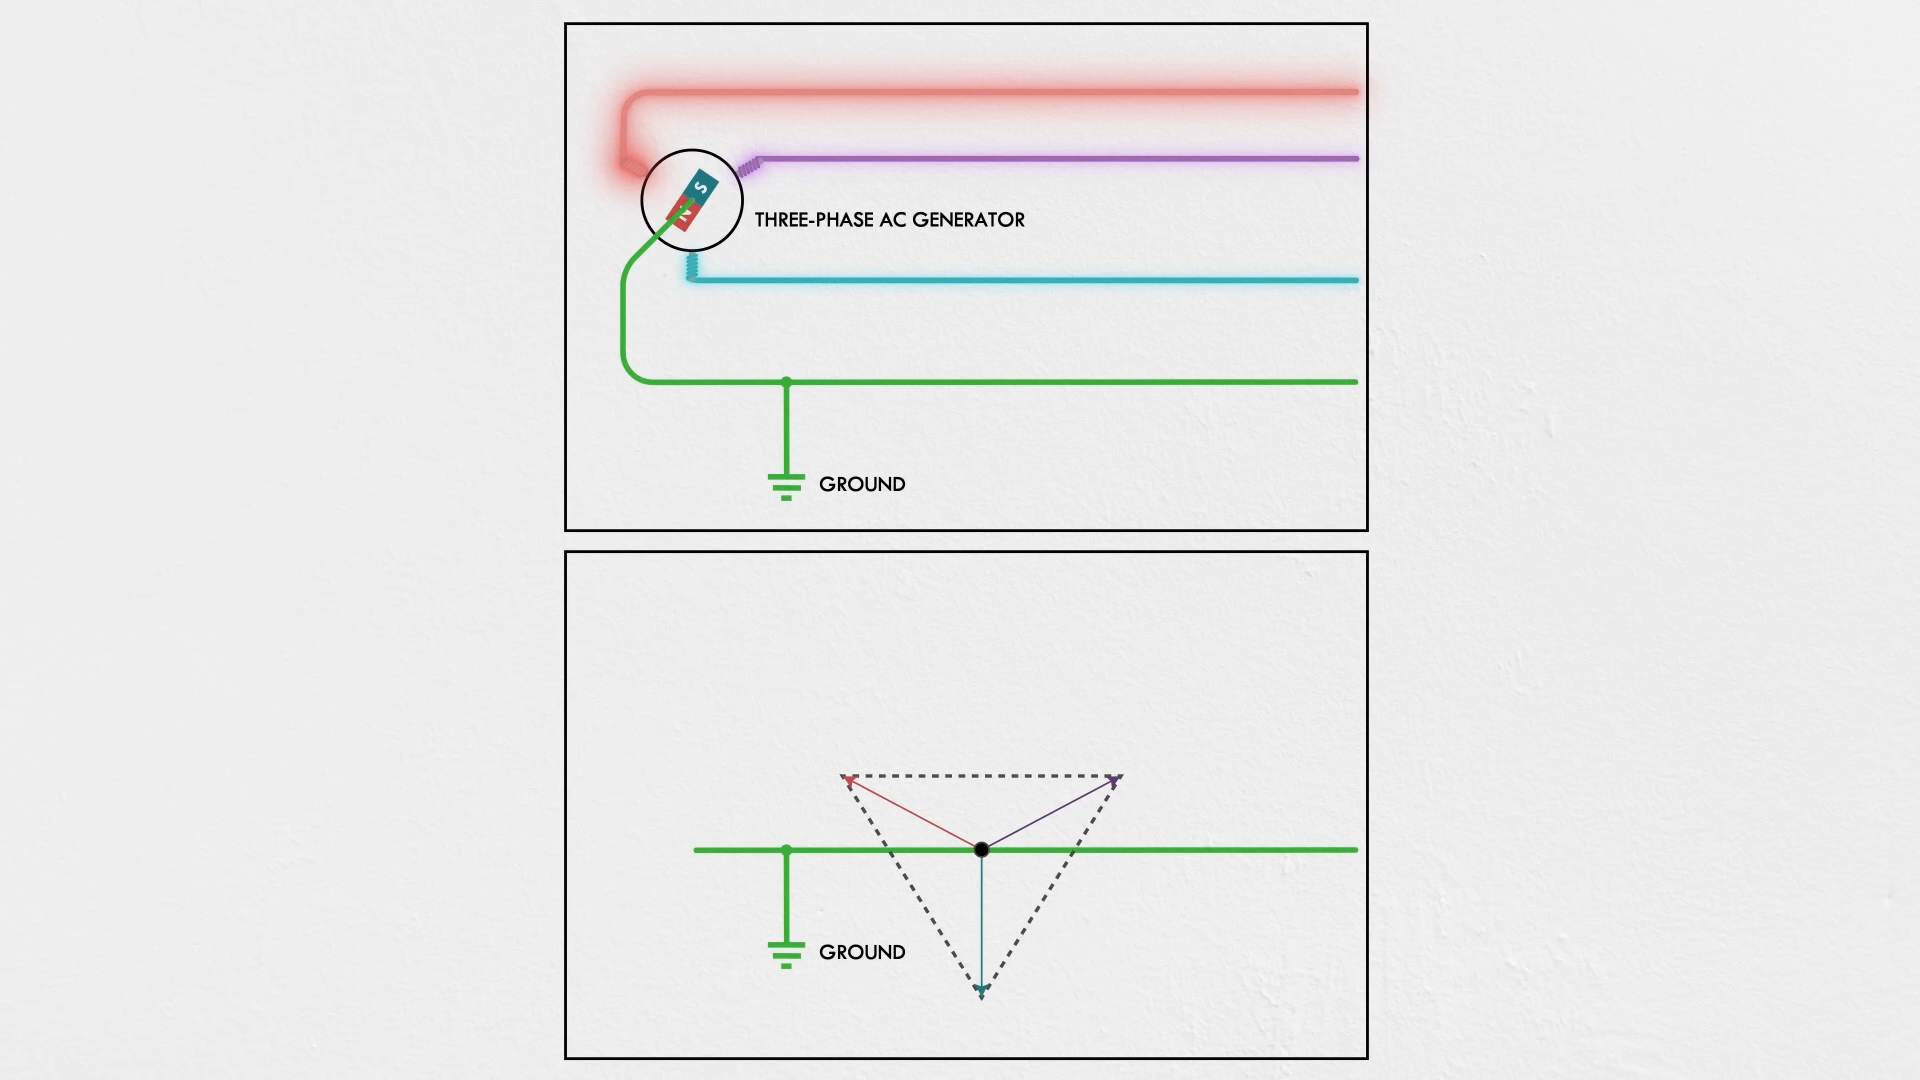 S
N
THREE-PHASE AC GENERATOR
GROUND
GROUND